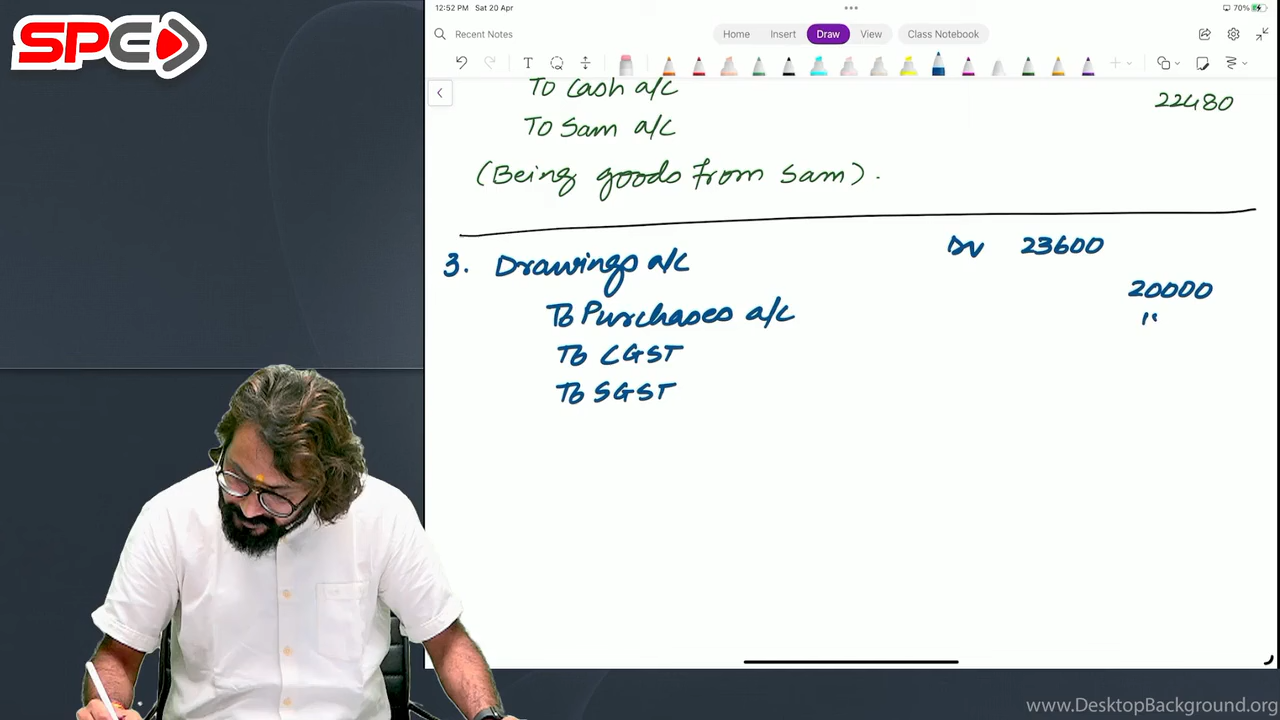 SPE
12:52 PM Sat 20 Apr
70%
Recent Notes
Home Insert Draw View Class Notebook
To Cash a/c
22480
To Sam a/c
(Being goods from Sam).
3. Drawings a/c Dr 23600
20000
To Purchases a/c
To CGST
To SGST
www.DesktopBackground.org